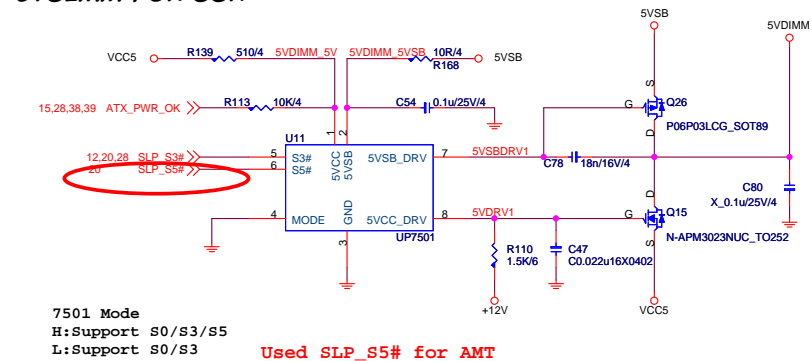 5VSB
5VDIMM
VCC5
R139
510/4
5VDIMM_5V
5VDIMM_5VSB
10R/4
R168
5VSB
15,28,38,39
ATX_PWR_OK
R113
10K/4
C54
0.1u/25V/4
S
G
Q26
D
P06P03LCG_SOT89
U11
1
2
12,20,28
SLP_S3#
5
S3#
5VCC
5VSB
5VSB_DRV
7
5VSBDRV1
20
SLP_S5#
6
S5#
C78
18n/16V/4
C80
X_0.1u/25V/4
4
MODE
GND
5VCC_DRV
8
5VDRV1
D
G
Q15
S
N-APM3023NUC_TO252
3
UP7501
R110
1.5K/6
C47
C0.022u16X0402
+12V
VCC5
7501 Mode
H:Support S0/S3/S5
L:Support S0/S3
Used SLP_S5# for AMT